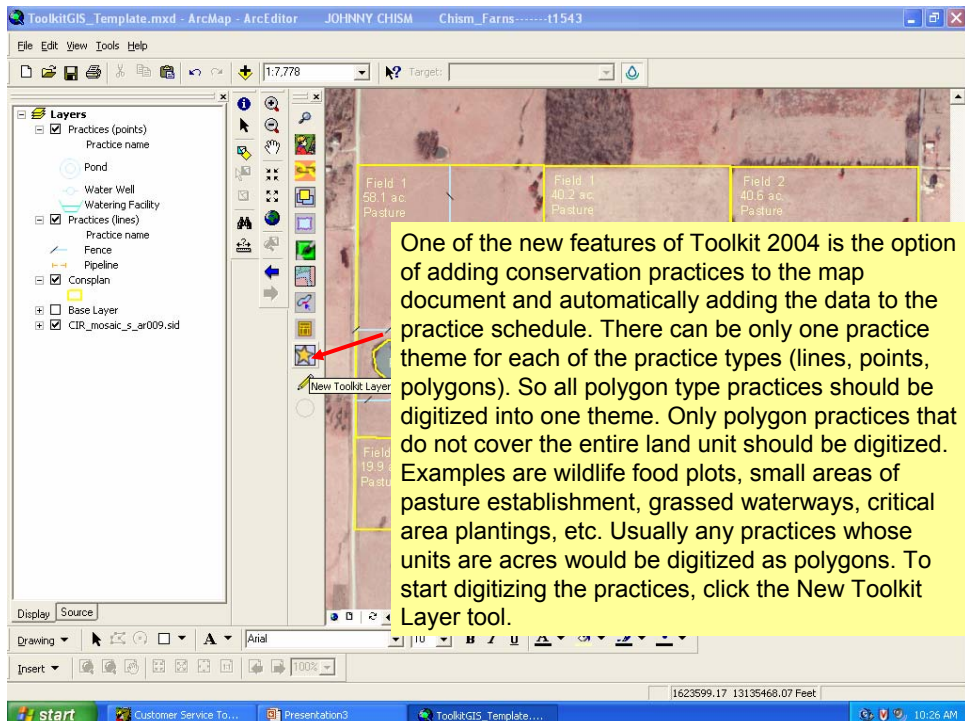 ToolkitGIS_Template.mxd - ArcMap - ArcEditor JOHNNY CHISM Chism_Farns-------t1543
File Edit View Tools Help
1:7,778 Target:
Layers
Practices (points)
Practice name
Pond
Water Well
Watering Facility
Practices (lines)
Practice name
Fence
Pipeline
Consplan
Base Layer
CIR_mosaic_s_ar009.sid
Field 1
58.1 ac.
Pasture
Field 1
40.2 ac.
Pasture
Field 2
40.6 ac.
Pasture
New Toolkit Layer
Field
19.9
Pastu
One of the new features of Toolkit 2004 is the option
of adding conservation practices to the map
document and automatically adding the data to the
practice schedule. There can be only one practice
theme for each of the practice types (lines, points,
polygons). So all polygon type practices should be
digitized into one theme. Only polygon practices that
do not cover the entire land unit should be digitized.
Examples are wildlife food plots, small areas of
pasture establishment, grassed waterways, critical
area plantings, etc. Usually any practices whose
units are acres would be digitized as polygons. To
start digitizing the practices, click the New Toolkit
Layer tool.
Display Source
Drawing A Arial 10 B I U A
Insert 100%
1623599.17 13135468.07 Feet
start Customer Service To... Presentation3 ToolkitGIS_Template.... 10:26 AM